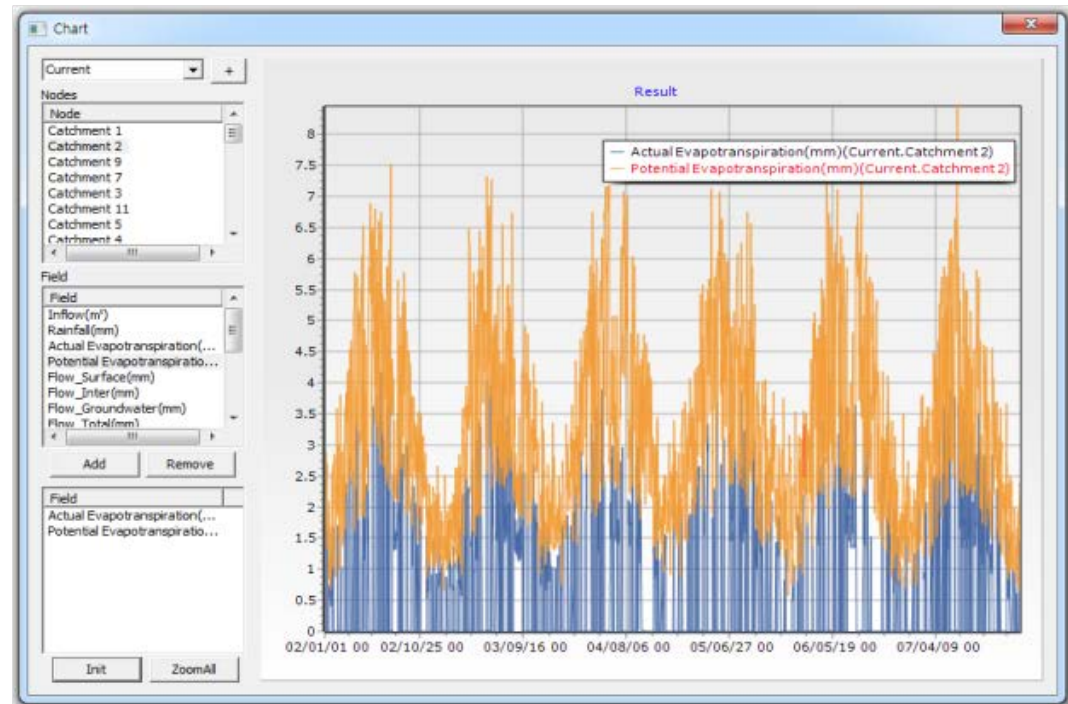 Chart
Current
+
Nodes
Node
Catchment 1
Catchment 2
Catchment 9
Catchment 7
Catchment 3
Catchment 11
Catchment 5
Catchment 4
Field
Field
Inflow(m³)
Rainfall(mm)
Actual Evapotranspiration(...
Potential Evapotranspiratio...
Flow_Surface(mm)
Flow_Inter(mm)
Flow_Groundwater(mm)
Flow_Total(mm)
Add
Remove
Field
Actual Evapotranspiration(...
Potential Evapotranspiratio...
Init
ZoomAll
Result
Actual Evapotranspiration(mm)(Current.Catchment 2)
Potential Evapotranspiration(mm)(Current.Catchment 2)
8
7.5
7
6.5
6
5.5
5
4.5
4
3.5
3
2.5
2
1.5
1
0.5
0
02/01/01 00
02/10/25 00
03/09/16 00
04/08/06 00
05/06/27 00
06/05/19 00
07/04/09 00